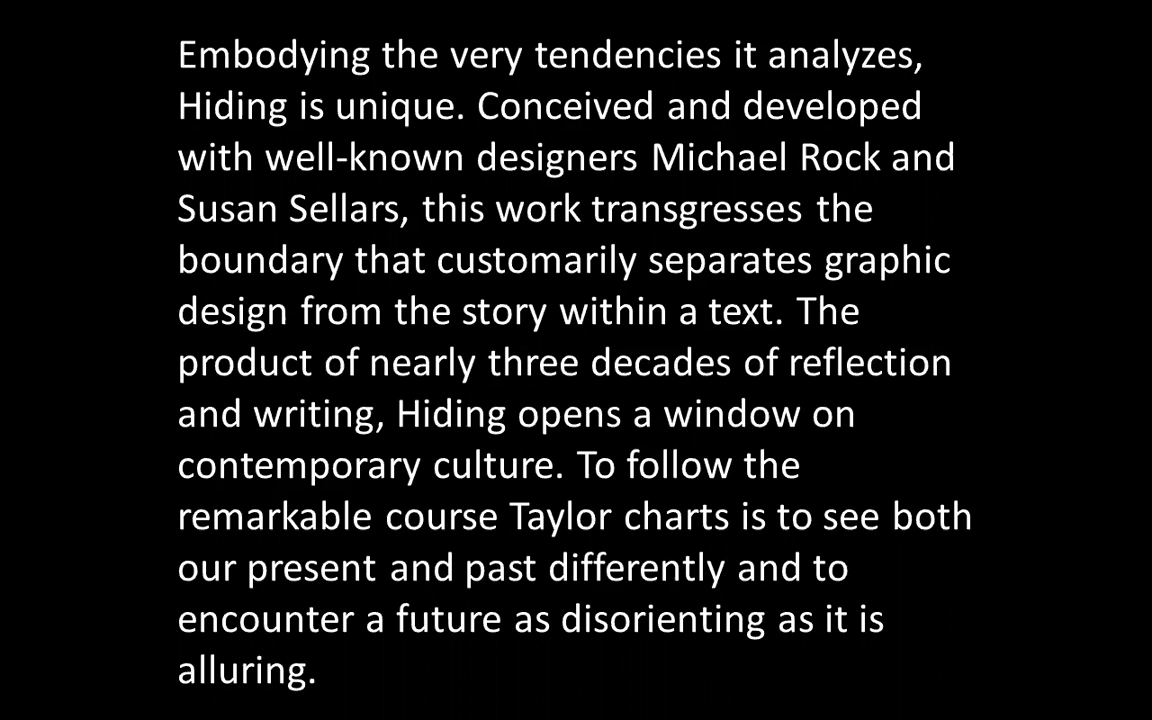 Embodying the very tendencies it analyzes,
Hiding is unique. Conceived and developed
with well-known designers Michael Rock and
Susan Sellars, this work transgresses the
boundary that customarily separates graphic
design from the story within a text. The
product of nearly three decades of reflection
and writing, Hiding opens a window on
contemporary culture. To follow the
remarkable course Taylor charts is to see both
our present and past differently and to
encounter a future as disorienting as it is
alluring.